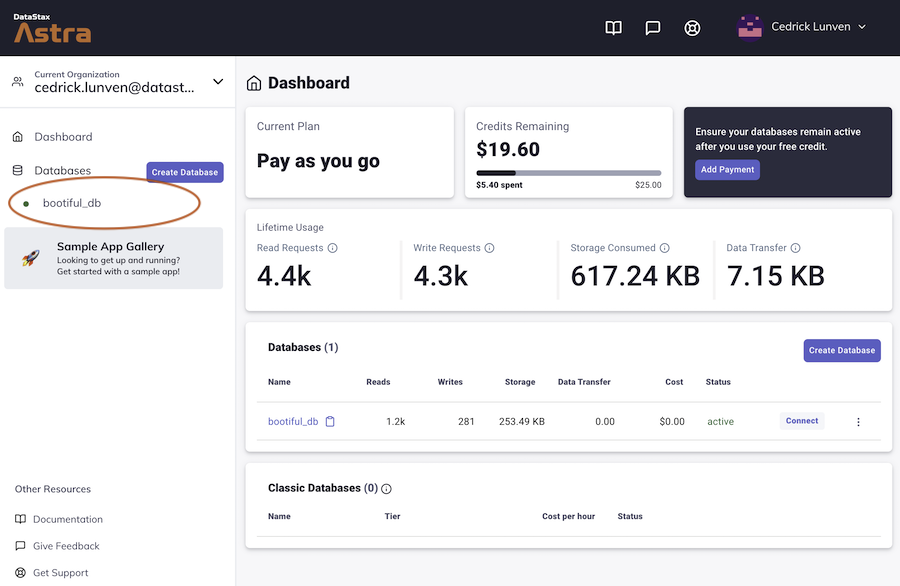 DataStax
Astra
Cedrick Lunven
Current Organization
cedrick.lunven@datast...
Dashboard
Databases
Create Database
bootiful_db
Sample App Gallery
Looking to get up and running?
Get started with a sample app!
Other Resources
Documentation
Give Feedback
Get Support
Dashboard
Current Plan
Pay as you go
Credits Remaining
$19.60
$5.40 spent $25.00
Ensure your databases remain active
after you use your free credit.
Add Payment
Lifetime Usage
Read Requests Write Requests Storage Consumed Data Transfer
4.4k 4.3k 617.24 KB 7.15 KB
Databases (1)
Create Database
Name Reads Writes Storage Data Transfer Cost Status
bootiful_db 1.2k 281 253.49 KB 0.00 $0.00 active Connect
Classic Databases (0)
Name Tier Cost per hour Status